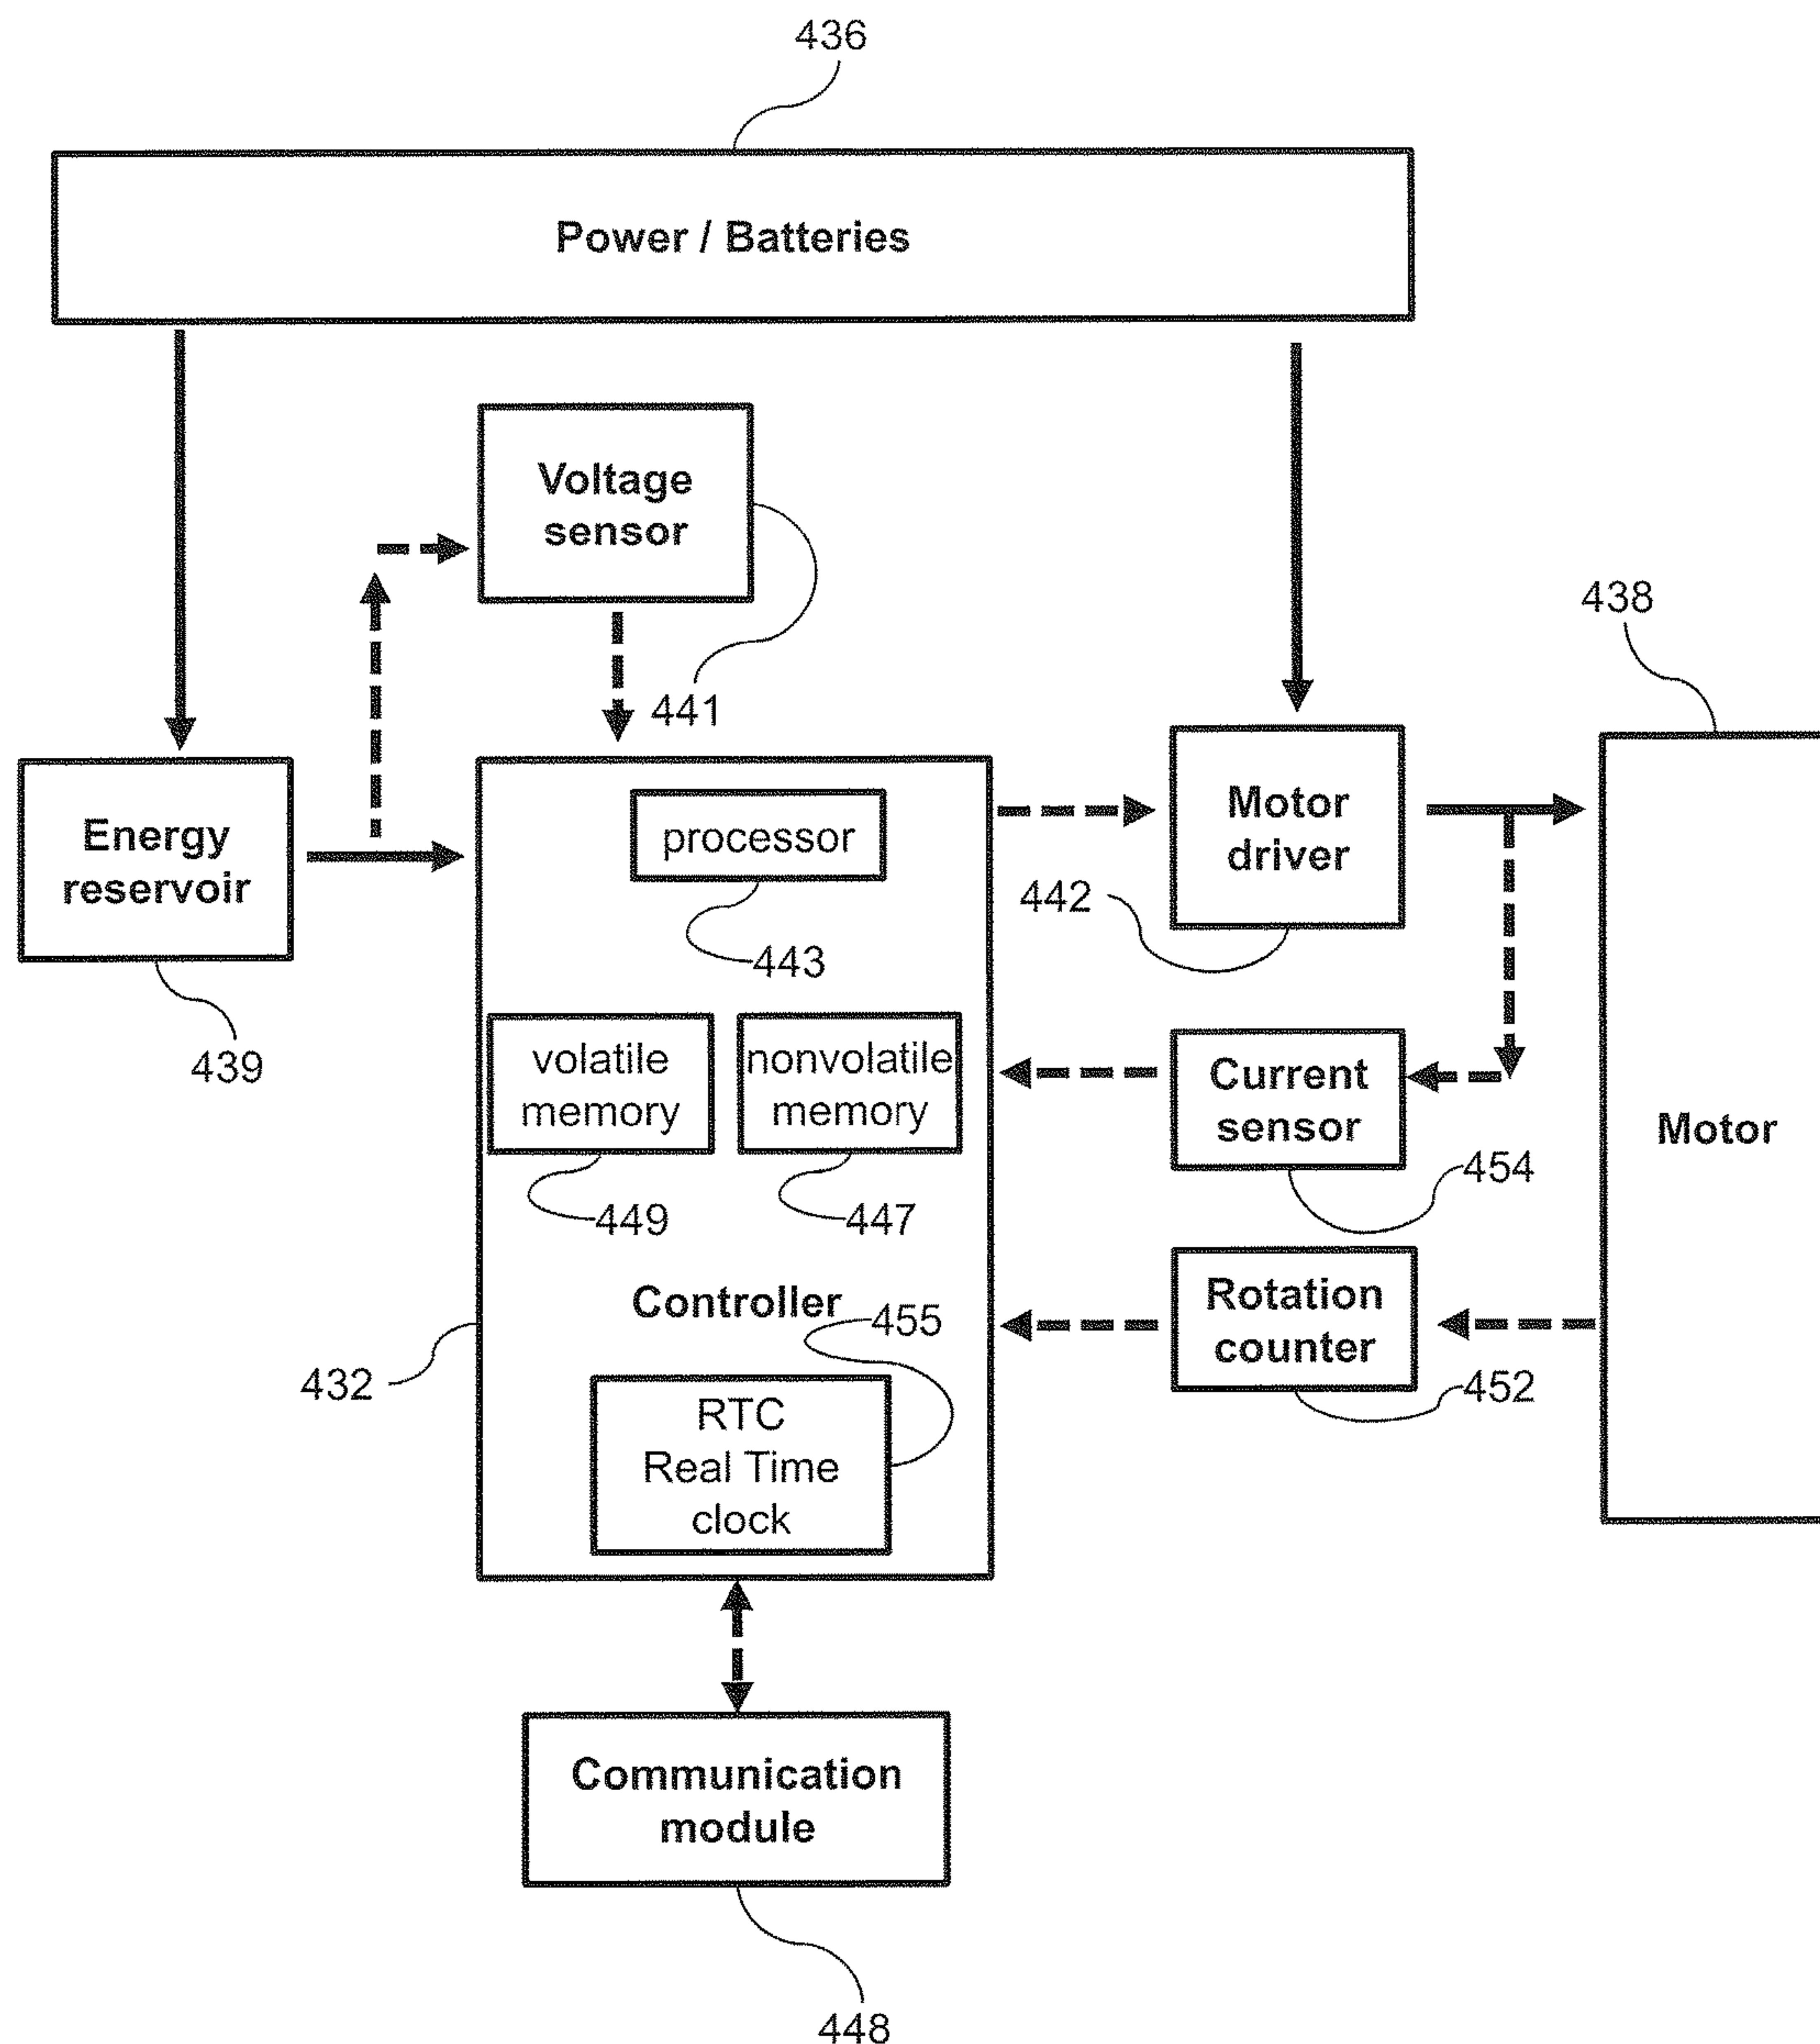 436
Power / Batteries
Voltage
sensor
441
438
Energy
reservoir
439
processor
443
Motor
driver
442
volatile
memory
449
nonvolatile
memory
447
Current
sensor
454
Motor
Controller
455
432
RTC
Real Time
clock
Rotation
counter
452
Communication
module
448